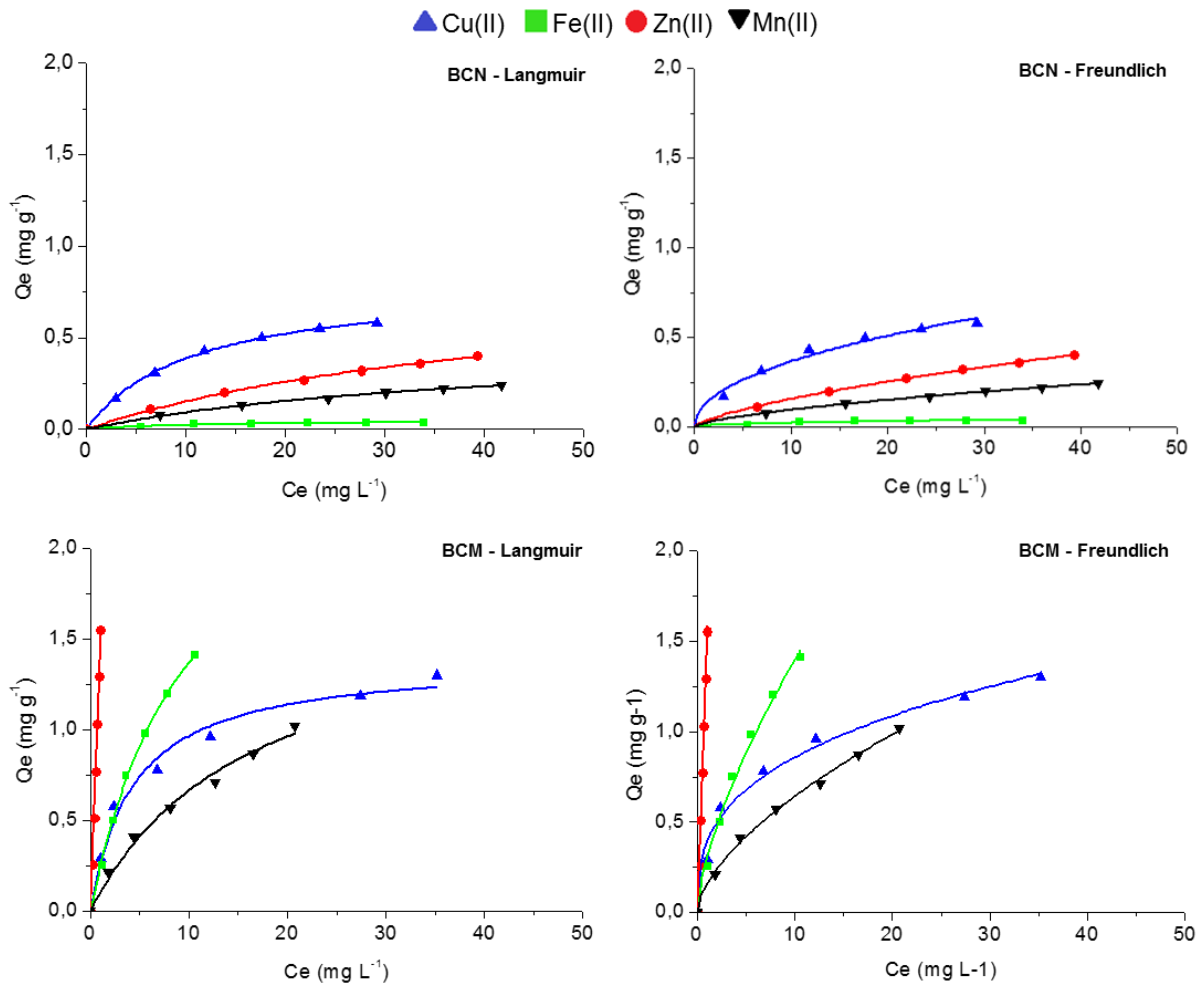 Cu(II) Fe(II) Zn(II) Mn(II)
BCN - Langmuir
2,0
1,5
1,0
0,5
0,0
Qe (mg g⁻¹)
0 10 20 30 40 50
Ce (mg L⁻¹)
BCN - Freundlich
2,0
1,5
1,0
0,5
0,0
Qe (mg g⁻¹)
0 10 20 30 40 50
Ce (mg L⁻¹)
BCM - Langmuir
2,0
1,5
1,0
0,5
0,0
Qe (mg g⁻¹)
0 10 20 30 40 50
Ce (mg L⁻¹)
BCM - Freundlich
2,0
1,5
1,0
0,5
0,0
Qe (mg g-1)
0 10 20 30 40 50
Ce (mg L-1)